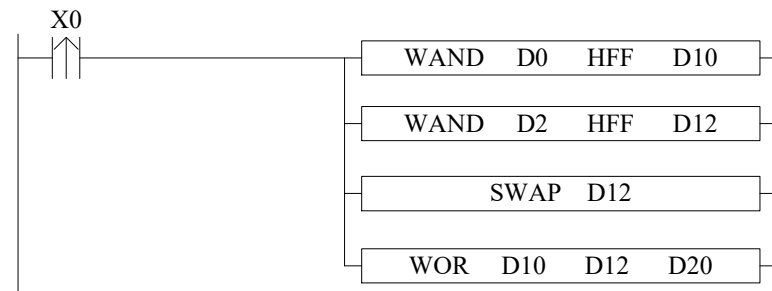 X0
WAND D0 HFF D10
WAND D2 HFF D12
SWAP D12
WOR D10 D12 D20